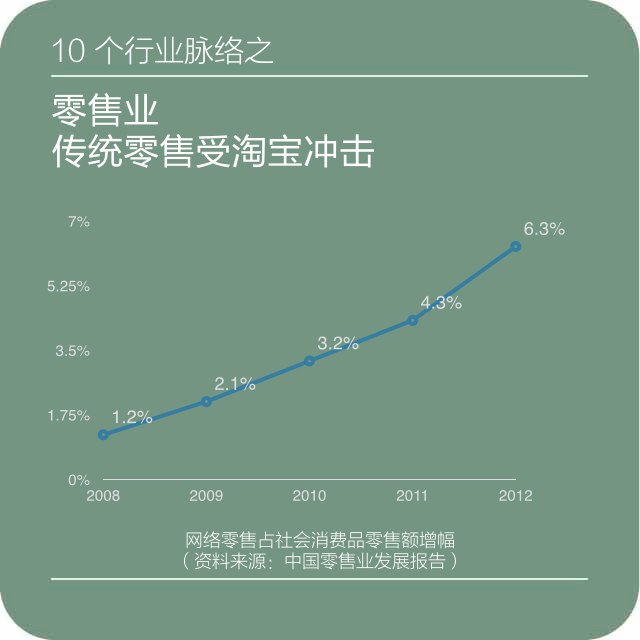 10 个行业脉络之
零售业
传统零售受淘宝冲击
7%
6.3%
5.25%
4.3%
3.5%
3.2%
2.1%
1.75%
1.2%
0%
2008 2009 2010 2011 2012
网络零售占社会消费品零售额增幅
（资料来源：中国零售业发展报告）